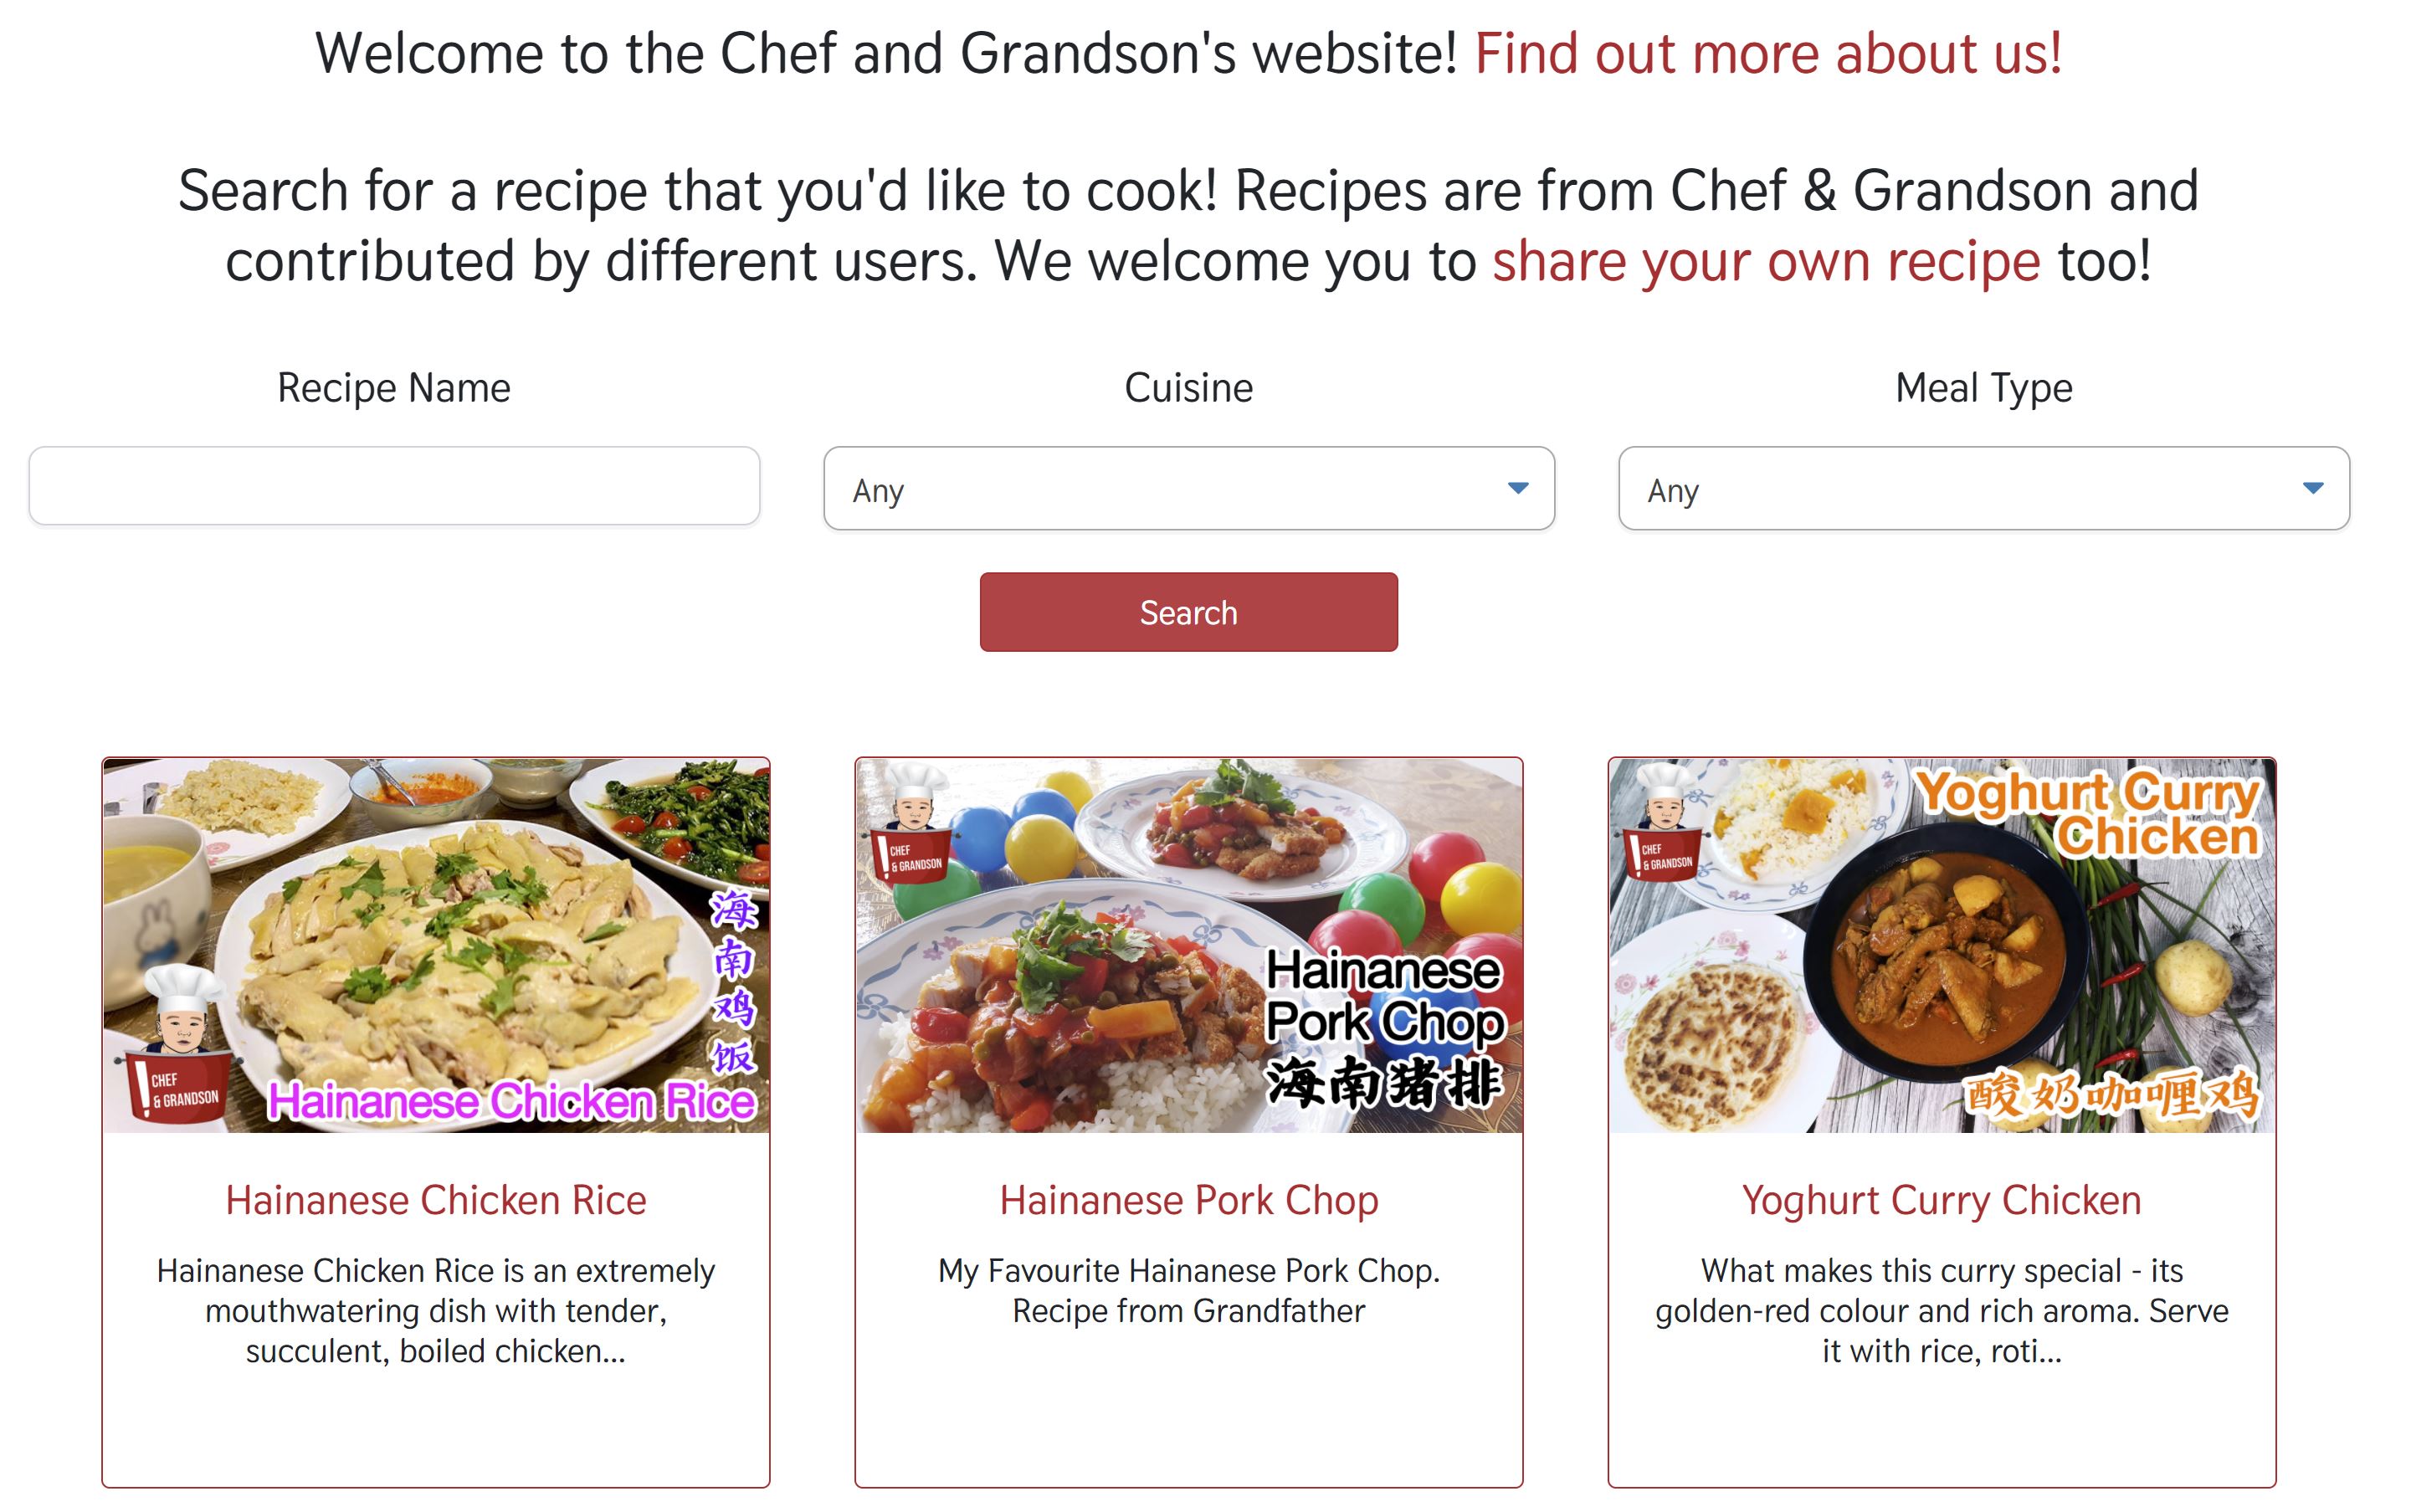 Welcome to the Chef and Grandson's website! Find out more about us!
Search for a recipe that you'd like to cook! Recipes are from Chef & Grandson and
contributed by different users. We welcome you to share your own recipe too!
Recipe Name
Cuisine
Meal Type
Any
Any
Search
海南鸡饭
CHEF
& GRANDSON
Hainanese Chicken Rice
Hainanese Chicken Rice
Hainanese Chicken Rice is an extremely
mouthwatering dish with tender,
succulent, boiled chicken...
CHEF
& GRANDSON
Hainanese
Pork Chop
海南猪排
Hainanese Pork Chop
My Favourite Hainanese Pork Chop.
Recipe from Grandfather
CHEF
& GRANDSON
Yoghurt Curry
Chicken
酸奶咖喱鸡
Yoghurt Curry Chicken
What makes this curry special - its
golden-red colour and rich aroma. Serve
it with rice, roti...